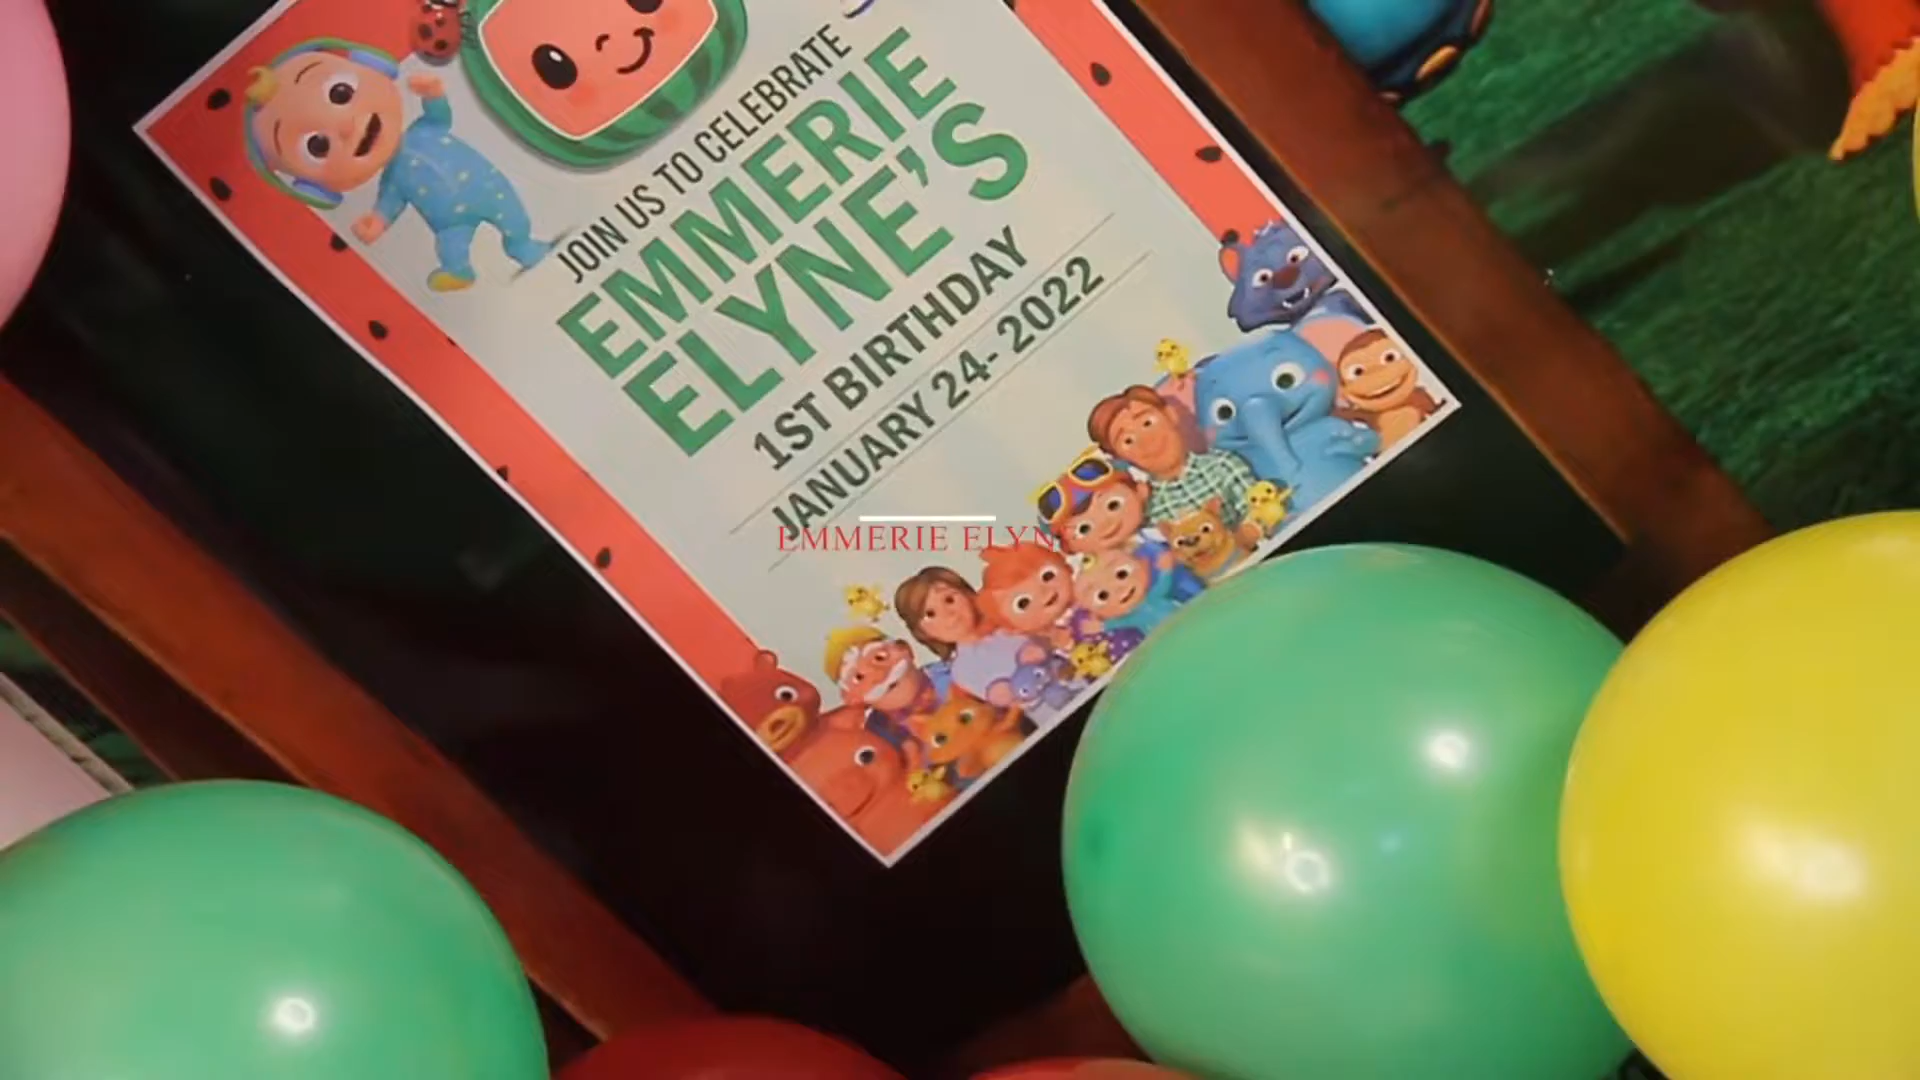 JOIN US TO CELEBRATE
EMMERIE
ELYNE'S
1ST BIRTHDAY
JANUARY 24- 2022
EMMERIE ELYNE